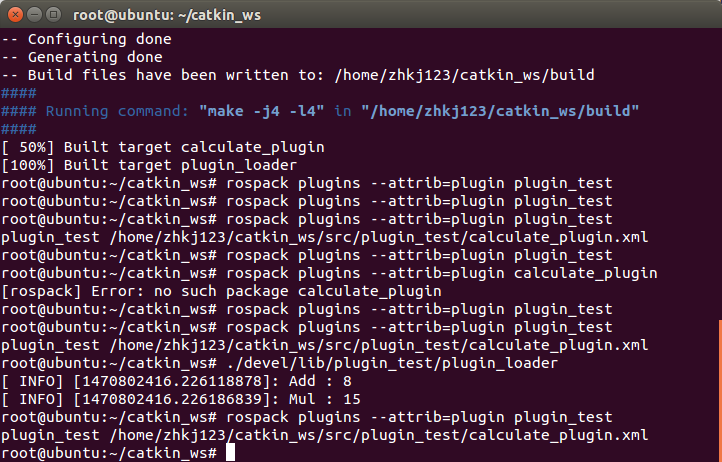 root@ubuntu: ~/catkin_ws
-- Configuring done
-- Generating done
-- Build files have been written to: /home/zhkj123/catkin_ws/build
####
#### Running command: "make -j4 -l4" in "/home/zhkj123/catkin_ws/build"
####
[ 50%] Built target calculate_plugin
[100%] Built target plugin_loader
root@ubuntu:~/catkin_ws# rospack plugins --attrib=plugin plugin_test
root@ubuntu:~/catkin_ws# rospack plugins --attrib=plugin plugin_test
root@ubuntu:~/catkin_ws# rospack plugins --attrib=plugin plugin_test
plugin_test /home/zhkj123/catkin_ws/src/plugin_test/calculate_plugin.xml
root@ubuntu:~/catkin_ws# rospack plugins --attrib=plugin plugin_test
root@ubuntu:~/catkin_ws# rospack plugins --attrib=plugin calculate_plugin
[rospack] Error: no such package calculate_plugin
root@ubuntu:~/catkin_ws# rospack plugins --attrib=plugin plugin_test
root@ubuntu:~/catkin_ws# rospack plugins --attrib=plugin plugin_test
plugin_test /home/zhkj123/catkin_ws/src/plugin_test/calculate_plugin.xml
root@ubuntu:~/catkin_ws# ./devel/lib/plugin_test/plugin_loader
[ INFO] [1470802416.226118878]: Add : 8
[ INFO] [1470802416.226186839]: Mul : 15
root@ubuntu:~/catkin_ws# rospack plugins --attrib=plugin plugin_test
plugin_test /home/zhkj123/catkin_ws/src/plugin_test/calculate_plugin.xml
root@ubuntu:~/catkin_ws#